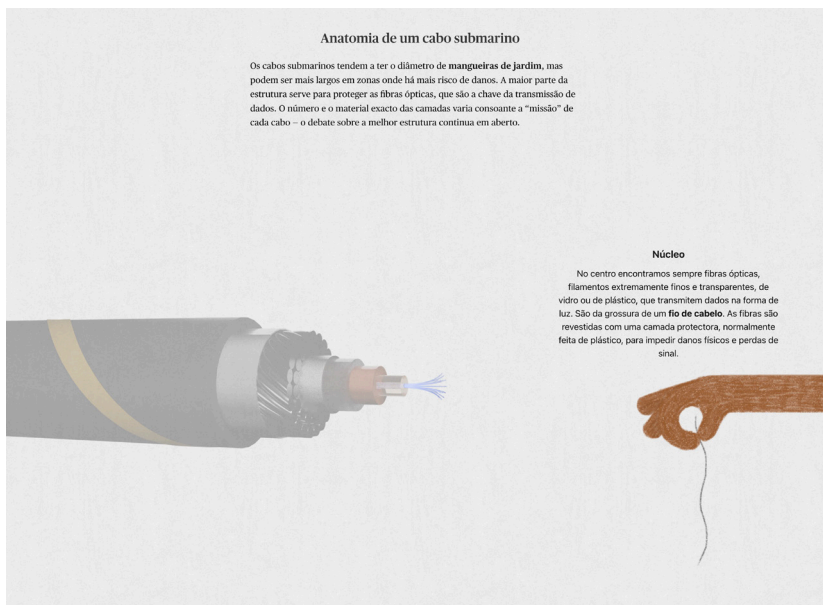 Anatomia de um cabo submarino
Os cabos submarinos tendem a ter o diâmetro de mangueiras de jardim, mas
podem ser mais largos em zonas onde há mais risco de danos. A maior parte da
estrutura serve para proteger as fibras ópticas, que são a chave da transmissão de
dados. O número e o material exacto das camadas varia consoante a “missão” de
cada cabo – o debate sobre a melhor estrutura continua em aberto.
Núcleo
No centro encontramos sempre fibras ópticas,
filamentos extremamente finos e transparentes, de
vidro ou de plástico, que transmitem dados na forma de
luz. São da grossura de um fio de cabelo. As fibras são
revestidas com uma camada protectora, normalmente
feita de plástico, para impedir danos físicos e perdas de
sinal.